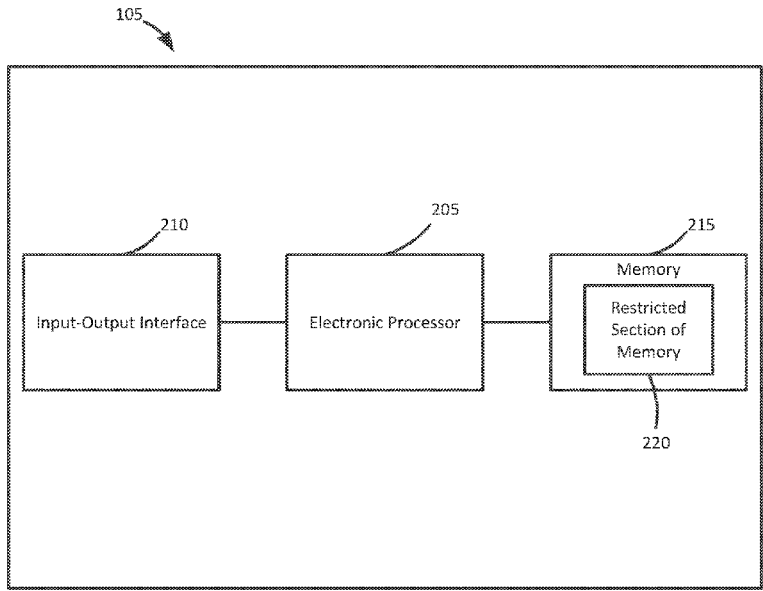 105
210
205
215
Input-Output Interface
Electronic Processor
Memory
Restricted
Section of
Memory
220